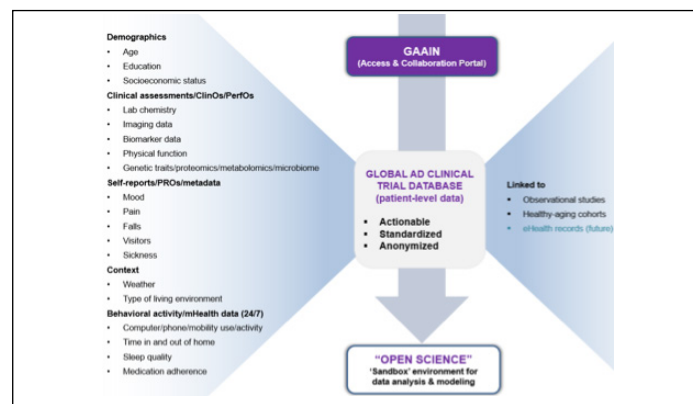 Demographics
• Age
• Education
• Socioeconomic status
Clinical assessments/ClinOs/PerfOs
• Lab chemistry
• Imaging data
• Biomarker data
• Physical function
• Genetic traits/proteomics/metabolomics/microbiome
Self-reports/PROs/metadata
• Mood
• Pain
• Falls
• Visitors
• Sickness
Context
• Weather
• Type of living environment
Behavioral activity/mHealth data (24/7)
• Computer/phone/mobility use/activity
• Time in and out of home
• Sleep quality
• Medication adherence
GAAIN
(Access & Collaboration Portal)
GLOBAL AD CLINICAL
TRIAL DATABASE
(patient-level data)
• Actionable
• Standardized
• Anonymized
"OPEN SCIENCE"
'Sandbox' environment for
data analysis & modeling
Linked to
• Observational studies
• Healthy-aging cohorts
• eHealth records (future)